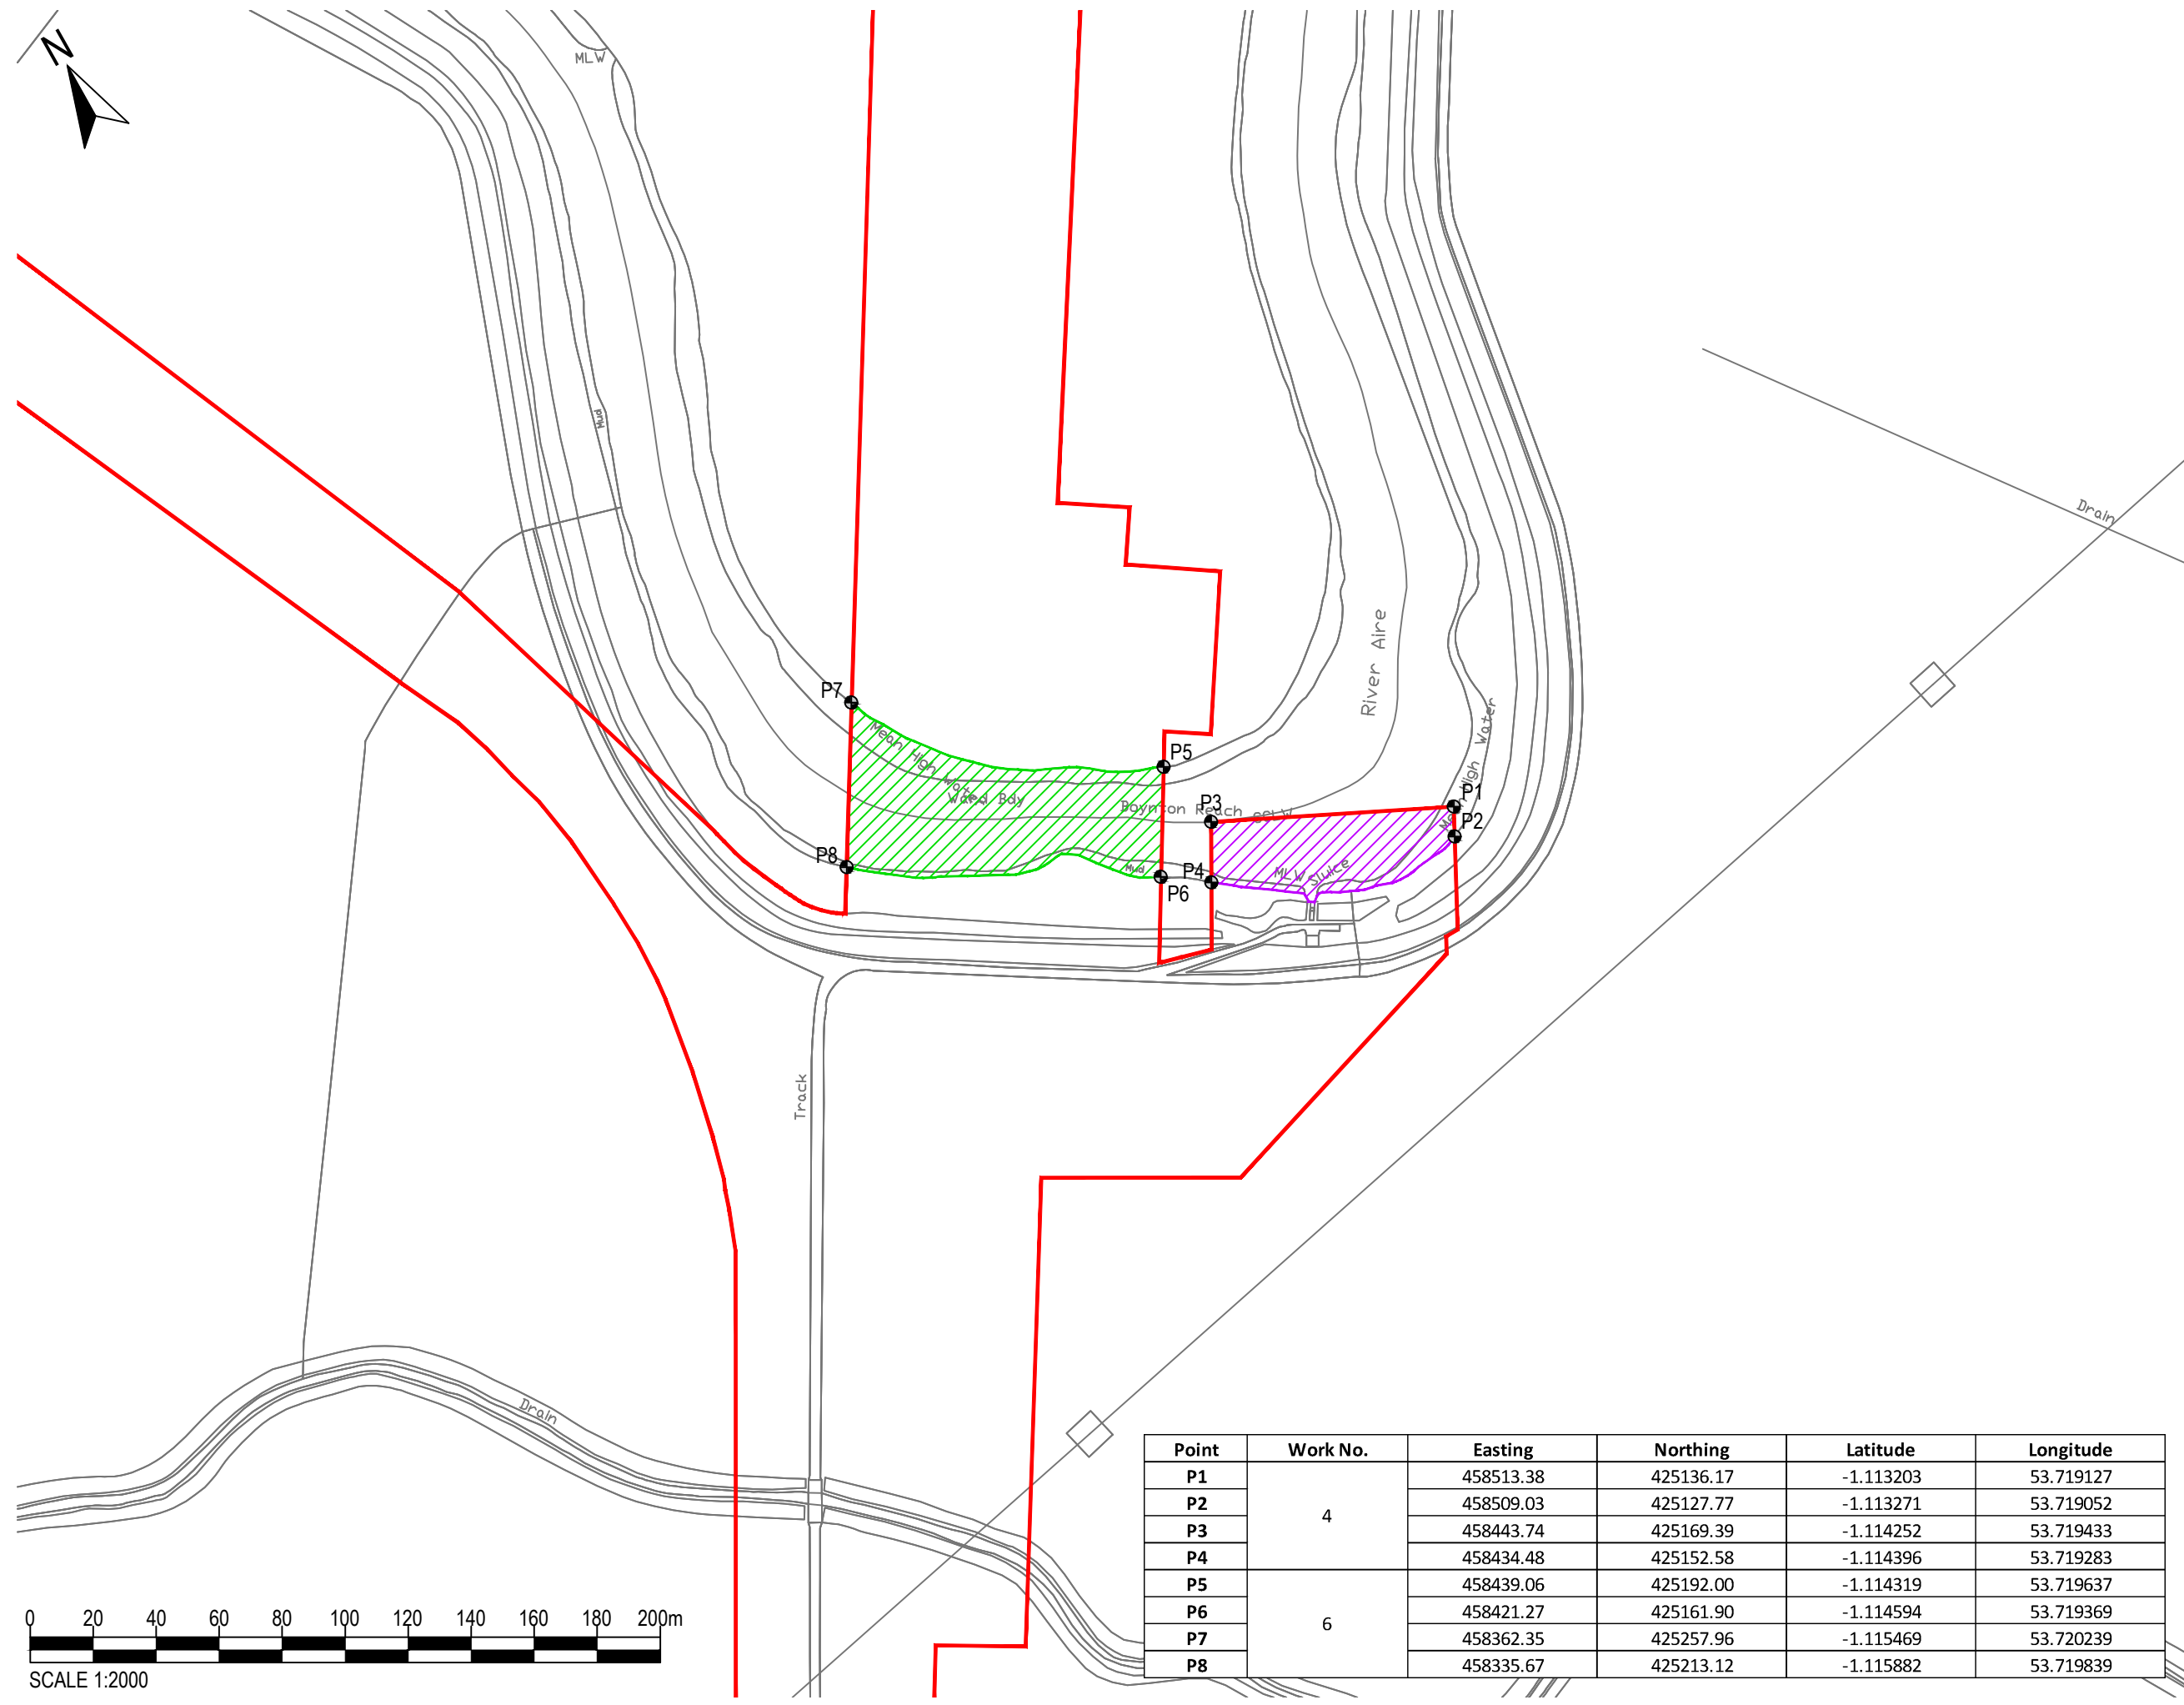 N
MLW
Mud
Drain
River Aire
P7
Mean High Water
Ward Bdy
P5
Boynton Reach
P3
P1
Mean High Water
P2
P8
Mud
P4
MLW
Sluice
P6
Track
Drain
Point Work No. Easting Northing Latitude Longitude
P1 4 458513.38 425136.17 -1.113203 53.719127
P2 458509.03 425127.77 -1.113271 53.719052
P3 458443.74 425169.39 -1.114252 53.719433
P4 458434.48 425152.58 -1.114396 53.719283
P5 6 458439.06 425192.00 -1.114319 53.719637
P6 458421.27 425161.90 -1.114594 53.719369
P7 458362.35 425257.96 -1.115469 53.720239
P8 458335.67 425213.12 -1.115882 53.719839
0 20 40 60 80 100 120 140 160 180 200m
SCALE 1:2000